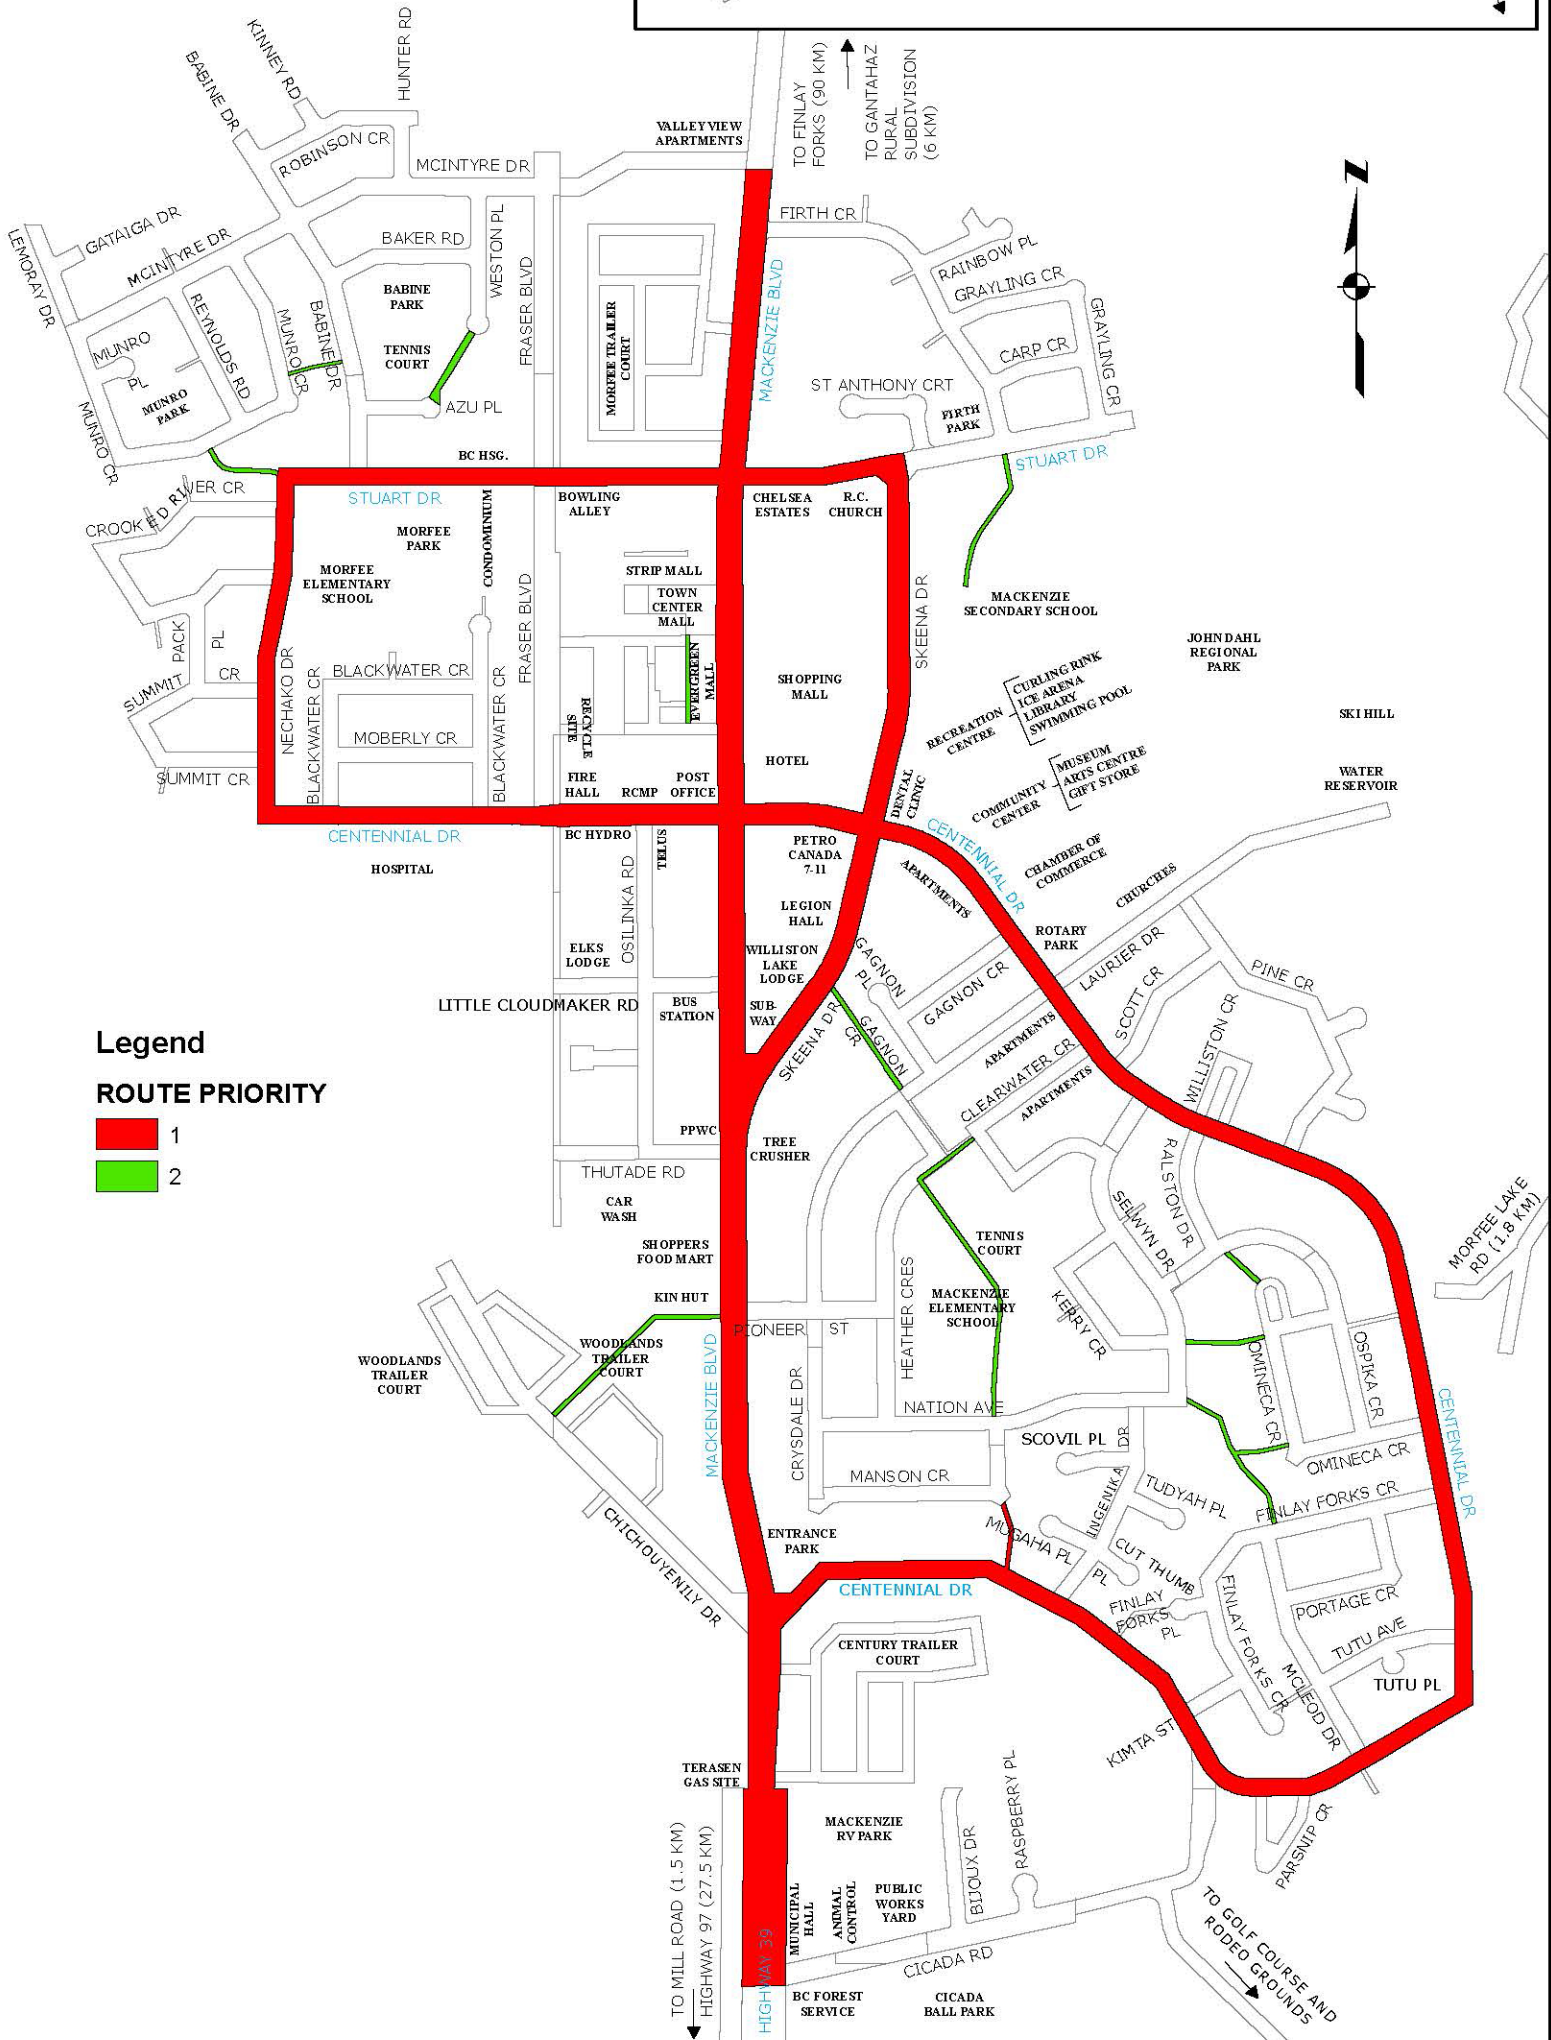 KINNEY RD
HUNTER RD
BABINE DR
ROBINSON CR
MCINTYRE DR
VALLEYVIEW
APARTMENTS
TO FINLAY
FORKS (90 KM)
TO GANTAHAZ
RURAL
SUBDIVISION
(6 KM)
N
LEMORAY DR
GATAIGA DR
MCINTYRE DR
BAKER RD
WESTON PL
FRASER BLVD
FIRTH CR
RAINBOW PL
GRAYLING CR
GRAYLING CR
CARP CR
MACKENZIE BLVD
BABINE
PARK
TENNIS
COURT
MUNRO
PL
REYNOLDS RD
MUNRO CR
BABINE DR
MUNRO
PARK
MUNRO CR
AZU PL
MORFEE TRAILER
COURT
ST ANTHONY CRT
FIRTH
PARK
STUART DR
BC HSG.
CROOKED RIVER CR
STUART DR
MORFEE
PARK
CONDOMINIUM
BOWLING
ALLEY
CHELSEA
ESTATES
R.C.
CHURCH
MORFEE
ELEMENTARY
SCHOOL
FRASER BLVD
STRIP MALL
TOWN
CENTER
MALL
SKEENA DR
MACKENZIE
SECONDARY SCHOOL
JOHN DAHL
REGIONAL
PARK
PACK
PL
SUMMIT
CR
NECHAKO DR
BLACKWATER CR
BLACKWATER CR
BLACKWATER CR
MOBERLY CR
RECYCLE
SITE
EVERGREEN
MALL
SHOPPING
MALL
RECREATION
CENTRE
CURLING RINK
ICE ARENA
LIBRARY
SWIMMING POOL
SKI HILL
SUMMIT CR
FIRE
HALL
RCMP
POST
OFFICE
HOTEL
DENTAL
CLINIC
COMMUNITY
CENTER
MUSEUM
ARTS CENTRE
GIFT STORE
WATER
RESERVOIR
CENTENNIAL DR
HOSPITAL
BC HYDRO
TELUS
OSILINKA RD
PETRO
CANADA
7-11
APARTMENTS
CENTENNIAL DR
CHAMBER OF
COMMERCE
CHURCHES
LEGION
HALL
ROTARY
PARK
ELKS
LODGE
WILLISTON
LAKE
LODGE
GAGNON
PL
GAGNON CR
LAURIER DR
SCOTT CR
PINE CR
LITTLE CLOUDMAKER RD
BUS
STATION
SUB-
WAY
SKEENA DR
GAGNON
CR
APARTMENTS
CLEARWATER CR
APARTMENTS
WILLISTON CR
Legend
ROUTE PRIORITY
1
2
PPWC
TREE
CRUSHER
THUTADE RD
CAR
WASH
SHOPPERS
FOOD MART
KIN HUT
TENNIS
COURT
SELWYN DR
RALSTON DR
MORFEE LAKE
RD (1.8 KM)
HEATHER CRES
MACKENZIE
ELEMENTARY
SCHOOL
KERRY CR
PIONEER ST
WOODLANDS
TRAILER
COURT
WOODLANDS
TRAILER
COURT
MACKENZIE BLVD
CRYSDALE DR
NATION AVE
OMINECA CR
OSPIKA CR
CENTENNIAL DR
SCOVIL PL
INGENIKA DR
MANSON CR
OMINECA CR
TUDYAH PL
FINLAY FORKS CR
CHICHOUYENILY DR
ENTRANCE
PARK
MUGAHA PL
CUT THUMB
PL
CENTENNIAL DR
FINLAY
FORKS
PL
FINLAY FORKS CR
PORTAGE CR
TUTU AVE
TUTU PL
MCLEOD DR
CENTURY TRAILER
COURT
KIMTA ST
TERASEN
GAS SITE
PARSNIP CR
MACKENZIE
RV PARK
BIJOUX DR
RASPBERRY PL
TO MILL ROAD (1.5 KM)
HIGHWAY 97 (27.5 KM)
MUNICIPAL
HALL
ANIMAL
CONTROL
PUBLIC
WORKS
YARD
CICADA RD
TO GOLF COURSE AND
RODEO GROUNDS
HIGHWAY 39
BC FOREST
SERVICE
CICADA
BALL PARK